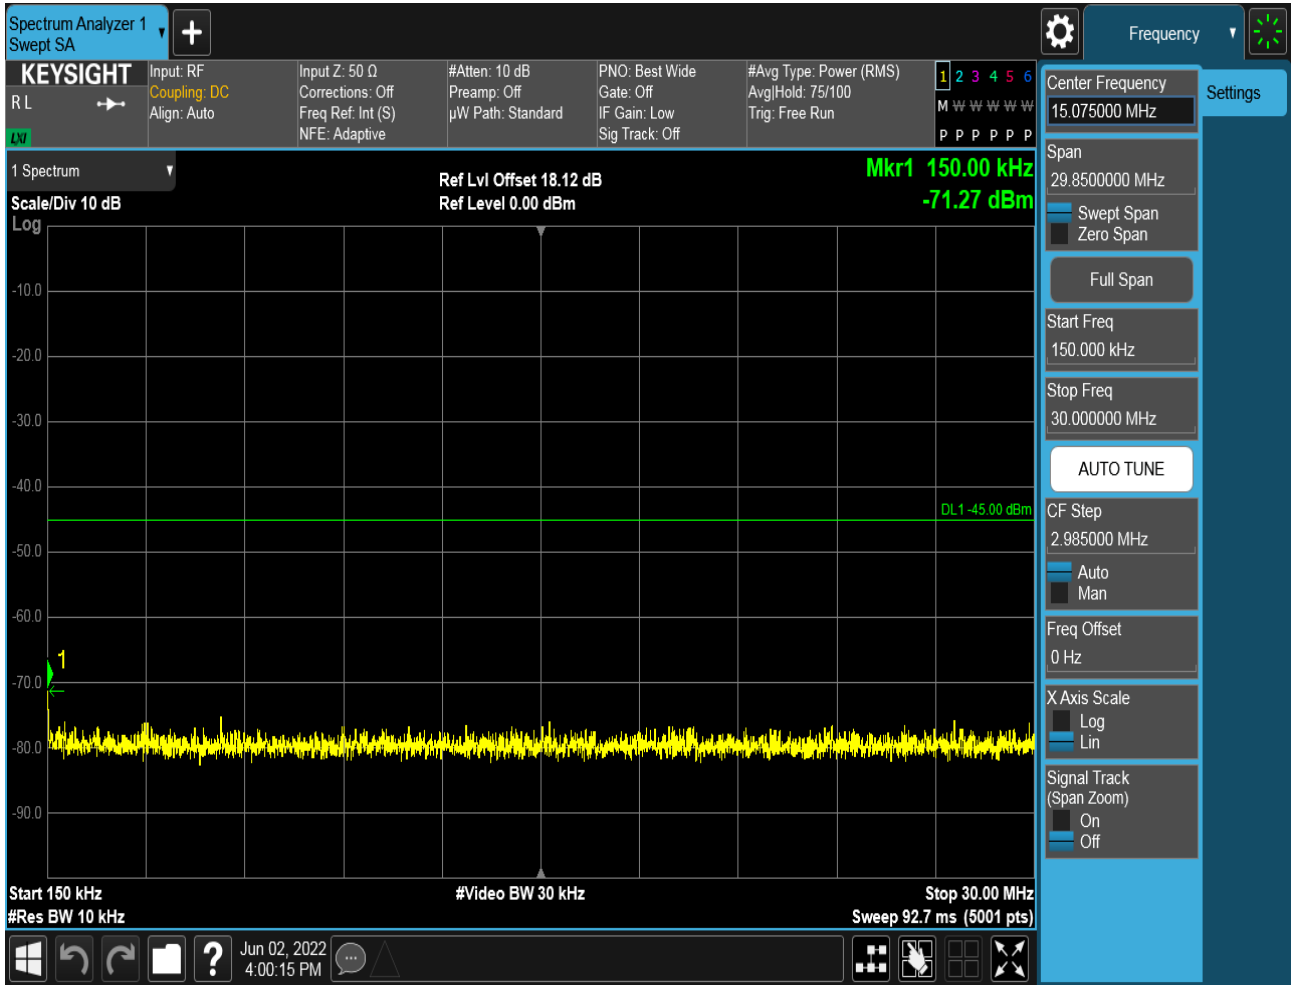 Spectrum Analyzer 1
Swept SA
Frequency
KEYSIGHT
R L
LXI
Input: RF
Coupling: DC
Align: Auto
Input Z: 50 Ω
Corrections: Off
Freq Ref: Int (S)
NFE: Adaptive
#Atten: 10 dB
Preamp: Off
µW Path: Standard
PNO: Best Wide
Gate: Off
IF Gain: Low
Sig Track: Off
#Avg Type: Power (RMS)
Avg|Hold: 75/100
Trig: Free Run
1 2 3 4 5 6
M W W W W W
P P P P P P
1 Spectrum
Scale/Div 10 dB
Log
Ref Lvl Offset 18.12 dB
Ref Level 0.00 dBm
Mkr1 150.00 kHz
-71.27 dBm
-10.0
-20.0
-30.0
-40.0
DL1 -45.00 dBm
-50.0
-60.0
1
-70.0
-80.0
-90.0
Start 150 kHz
#Res BW 10 kHz
#Video BW 30 kHz
Stop 30.00 MHz
Sweep 92.7 ms (5001 pts)
Center Frequency
15.075000 MHz
Settings
Span
29.8500000 MHz
Swept Span
Zero Span
Full Span
Start Freq
150.000 kHz
Stop Freq
30.000000 MHz
AUTO TUNE
CF Step
2.985000 MHz
Auto
Man
Freq Offset
0 Hz
X Axis Scale
Log
Lin
Signal Track
(Span Zoom)
On
Off
?
Jun 02, 2022
4:00:15 PM